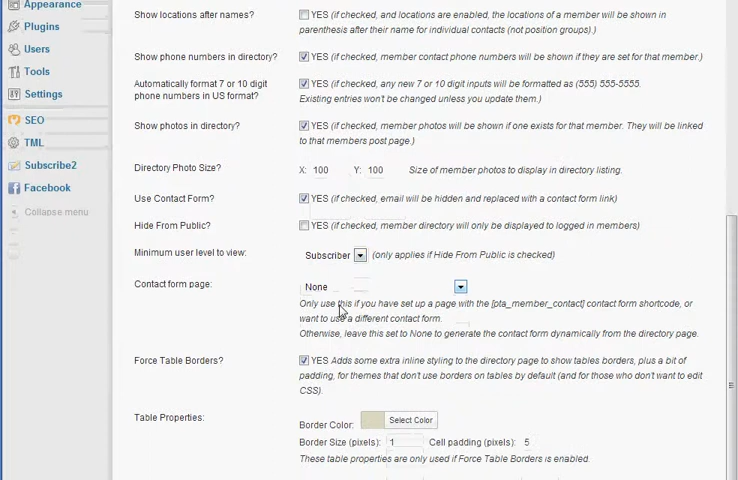 Appearance
Plugins
Users
Tools
Settings
SEO
TML
Subscribe2
Facebook
Collapse menu
Show locations after names?
YES (if checked, and locations are enabled, the locations of a member will be shown in
parenthesis after their name for individual contacts (not position groups).)
Show phone numbers in directory?
YES (if checked, member contact phone numbers will be shown if they are set for that member.)
Automatically format 7 or 10 digit
phone numbers in US format?
YES (if checked, any new 7 or 10 digit inputs will be formatted as (555) 555-5555.
Existing entries won't be changed unless you update them.)
Show photos in directory?
YES (if checked, member photos will be shown if one exists for that member. They will be linked
to that members post page.)
Directory Photo Size?
X: 100 Y: 100 Size of member photos to display in directory listing.
Use Contact Form?
YES (if checked, email will be hidden and replaced with a contact form link)
Hide From Public?
YES (if checked, member directory will only be displayed to logged in members)
Minimum user level to view:
Subscriber (only applies if Hide From Public is checked)
Contact form page:
None
Only use this if you have set up a page with the [pta_member_contact] contact form shortcode, or
want to use a different contact form.
Otherwise, leave this set to None to generate the contact form dynamically from the directory page.
Force Table Borders?
YES Adds some extra inline styling to the directory page to show tables borders, plus a bit of
padding, for themes that don't use borders on tables by default (and for those who don't want to edit
CSS).
Table Properties:
Border Color: Select Color
Border Size (pixels): 1 Cell padding (pixels): 5
These table properties are only used if Force Table Borders is enabled.